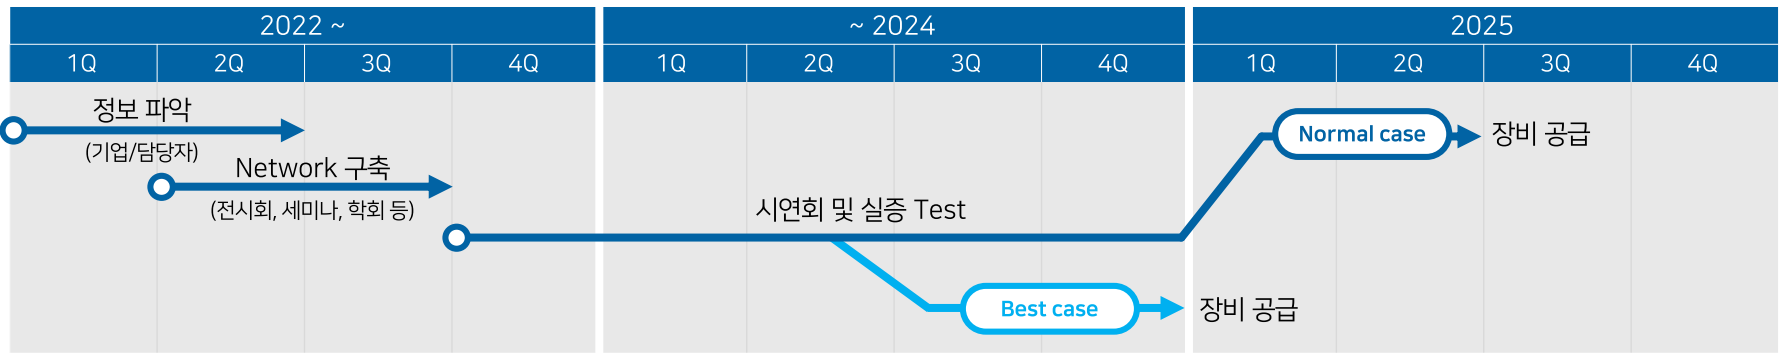 2022 ~
~ 2024
2025
1Q 2Q 3Q 4Q 1Q 2Q 3Q 4Q 1Q 2Q 3Q 4Q
정보 파악
(기업/담당자)
Normal case
장비 공급
Network 구축
(전시회, 세미나, 학회 등)
시연회 및 실증 Test
Best case
장비 공급